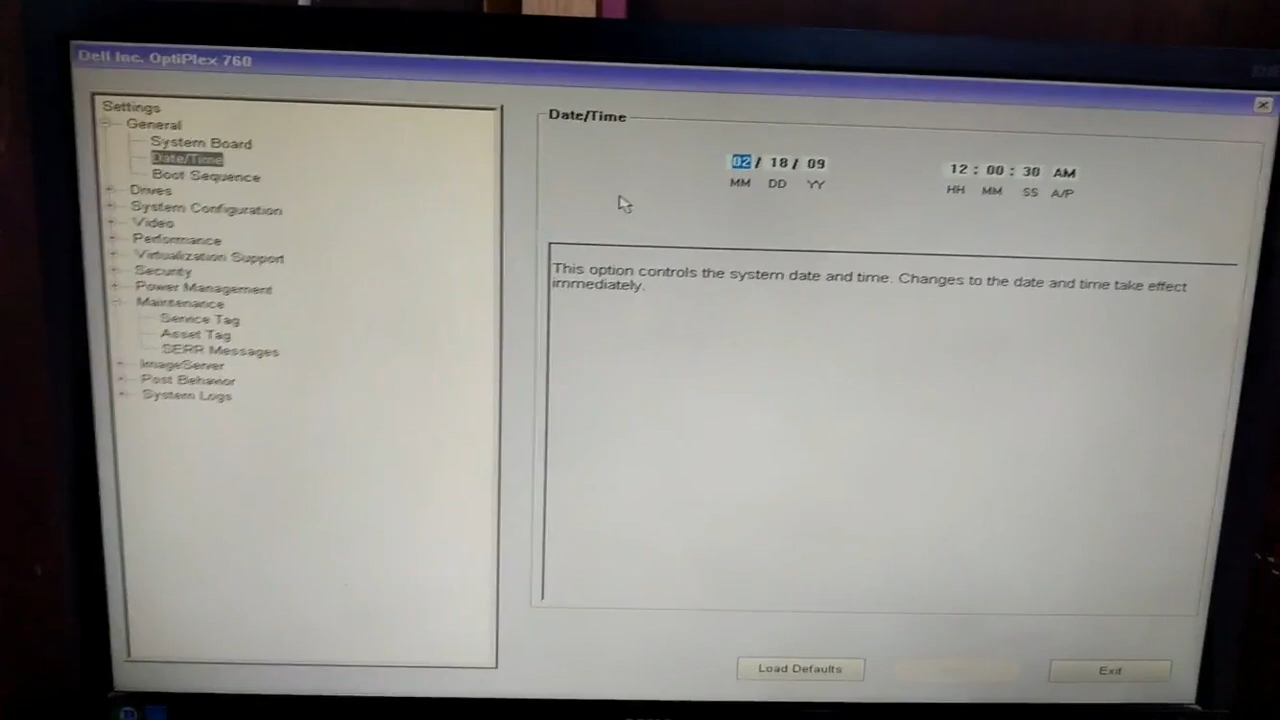 Dell Inc. OptiPlex 760
Settings
General
System Board
Date/Time
Boot Sequence
Drives
System Configuration
Video
Performance
Virtualization Support
Security
Power Management
Maintenance
Service Tag
Asset Tag
SERR Messages
ImageServer
Post Behavior
System Logs
Date/Time
02 / 18 / 09
MM DD YY
12 : 00 : 30 AM
HH MM SS A/P
This option controls the system date and time. Changes to the date and time take effect
immediately.
Load Defaults
Exit